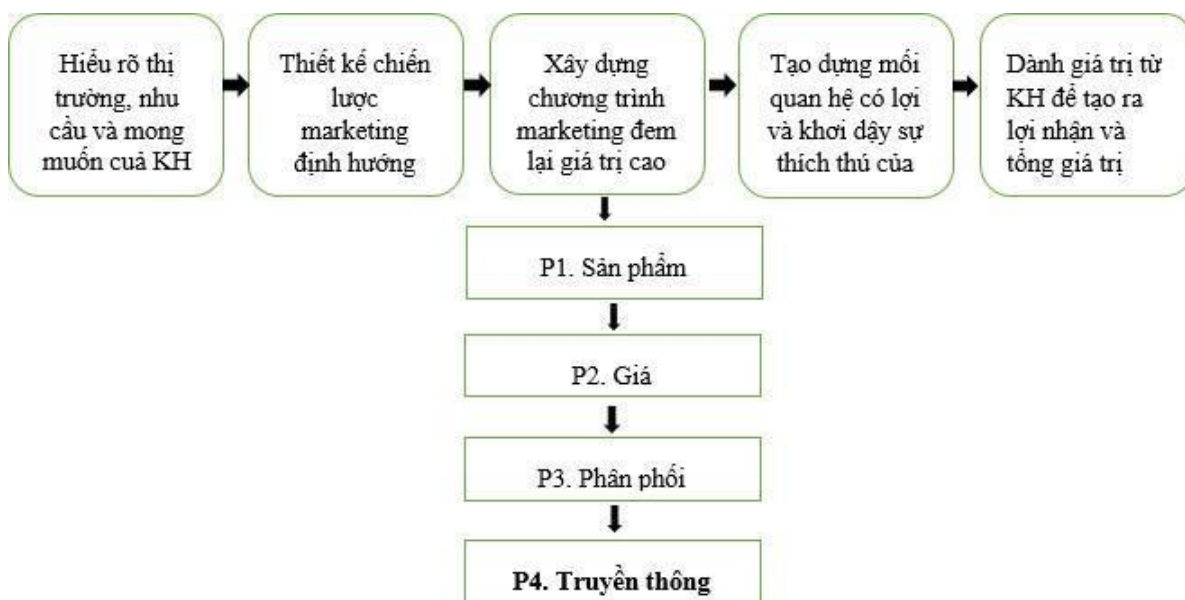 Hiểu rõ thị
trường, nhu
cầu và mong
muốn cuả KH
Thiết kế chiến
lược
marketing
định hướng
Xây dựng
chương trình
marketing đem
lại giá trị cao
Tạo dựng mối
quan hệ có lợi
và khơi dậy sự
thích thú của
Dành giá trị từ
KH để tạo ra
lợi nhận và
tổng giá trị
P1. Sản phẩm
P2. Giá
P3. Phân phối
P4. Truyền thông